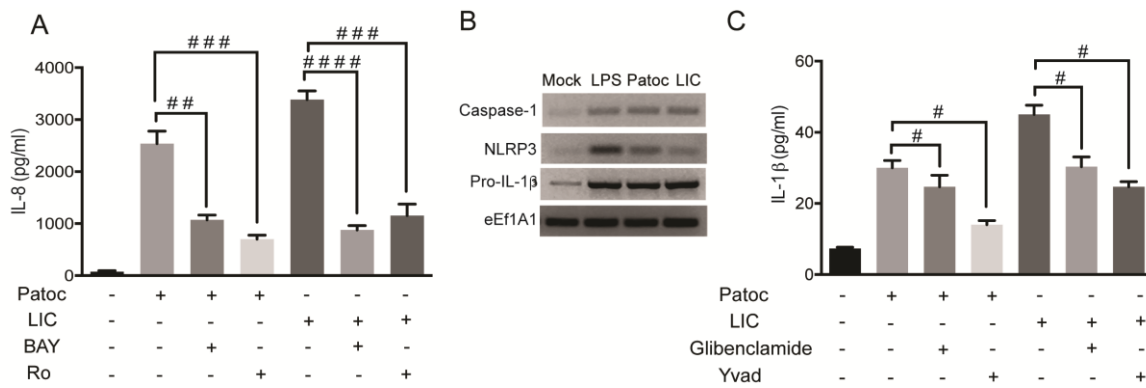 A
# # #
# #
# # #
# # # #
IL-8 (pg/ml)
4000
3000
2000
1000
0
Patoc - + + + - - -
LIC - - - - + + +
BAY - - + - - + -
Ro - - - + - - +
B
Mock LPS Patoc LIC
Caspase-1
NLRP3
Pro-IL-1β
eEf1A1
C
#
#
#
#
IL-1β (pg/ml)
60
40
20
0
Patoc - + + + - - -
LIC - - - - + + +
Glibenclamide - - + - - + -
Yvad - - - + - - +